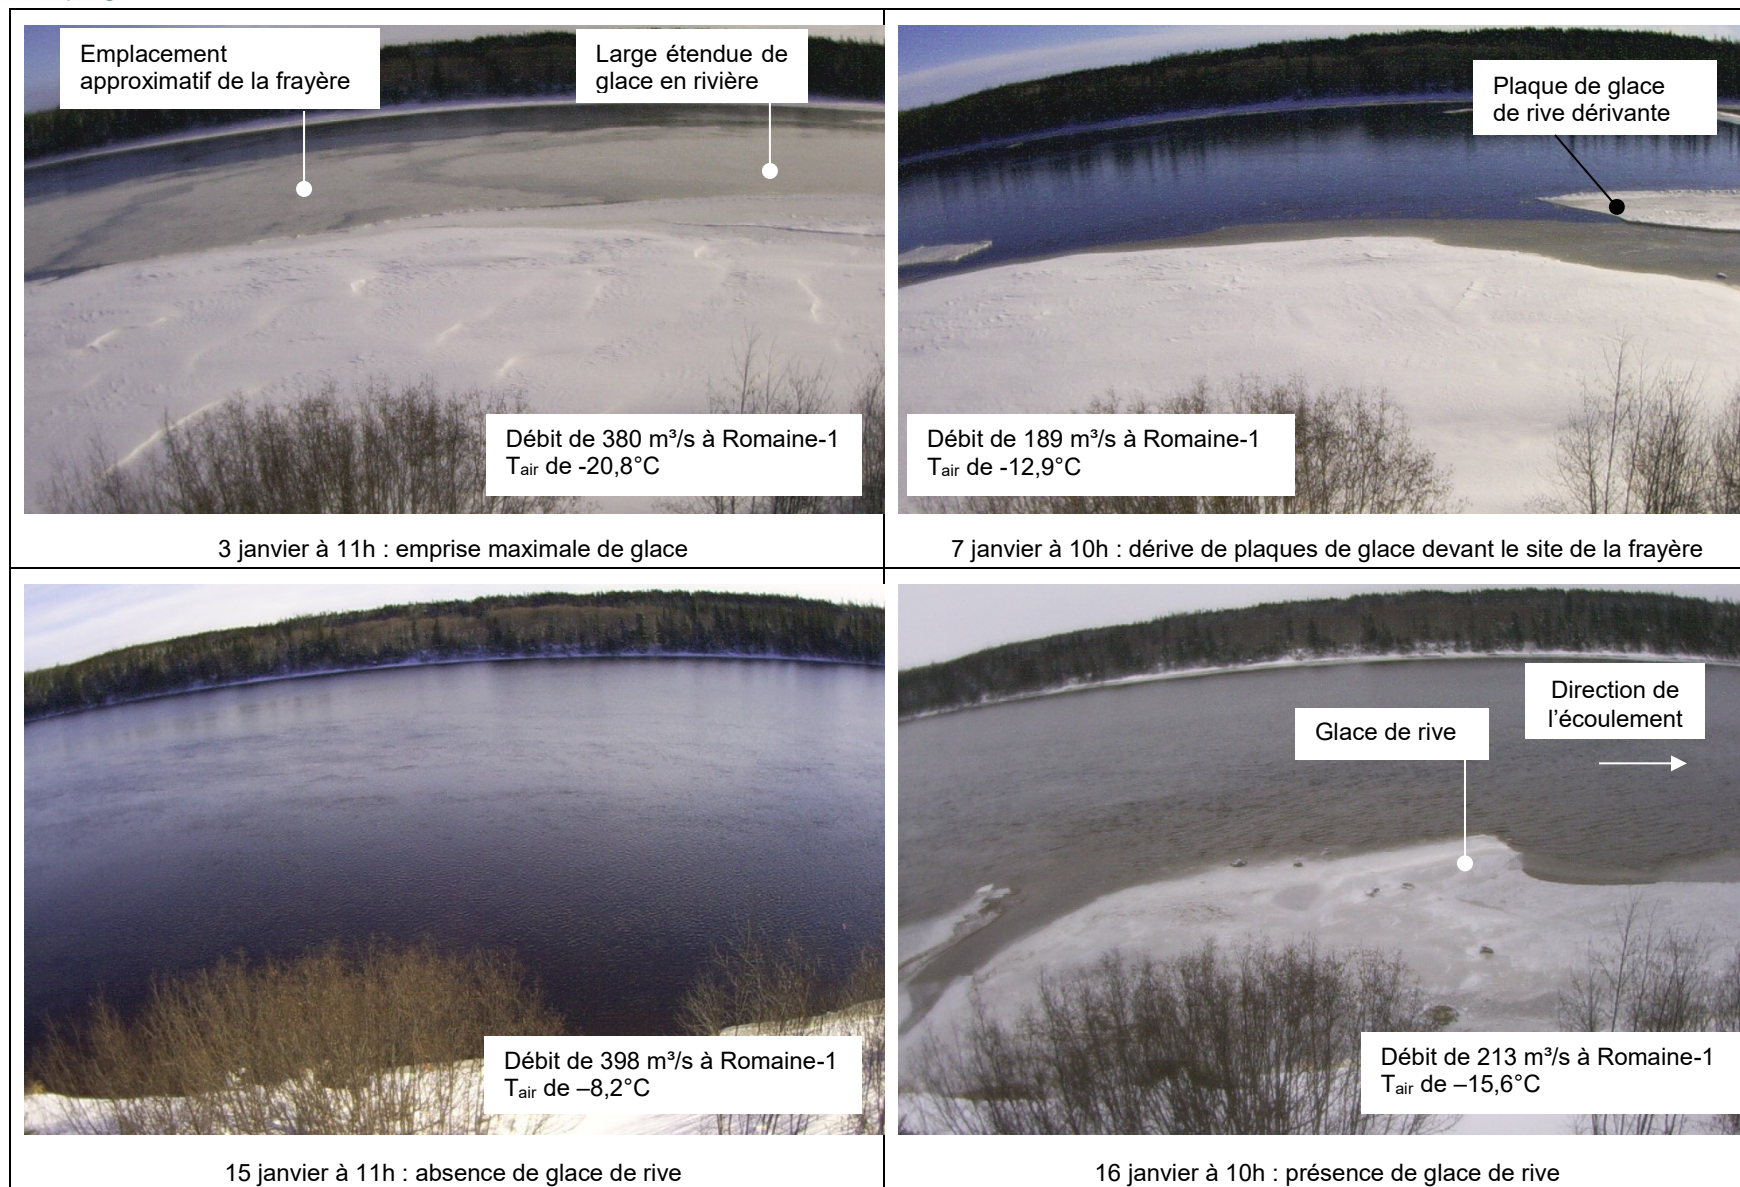 Emplacement
approximatif de la frayère
Large étendue de
glace en rivière
Débit de 380 m³/s à Romaine-1
Tair de -20,8°C
3 janvier à 11h : emprise maximale de glace
Plaque de glace
de rive dérivante
Débit de 189 m³/s à Romaine-1
Tair de -12,9°C
7 janvier à 10h : dérive de plaques de glace devant le site de la frayère
Débit de 398 m³/s à Romaine-1
Tair de –8,2°C
15 janvier à 11h : absence de glace de rive
Direction de
l’écoulement
Glace de rive
Débit de 213 m³/s à Romaine-1
Tair de –15,6°C
16 janvier à 10h : présence de glace de rive